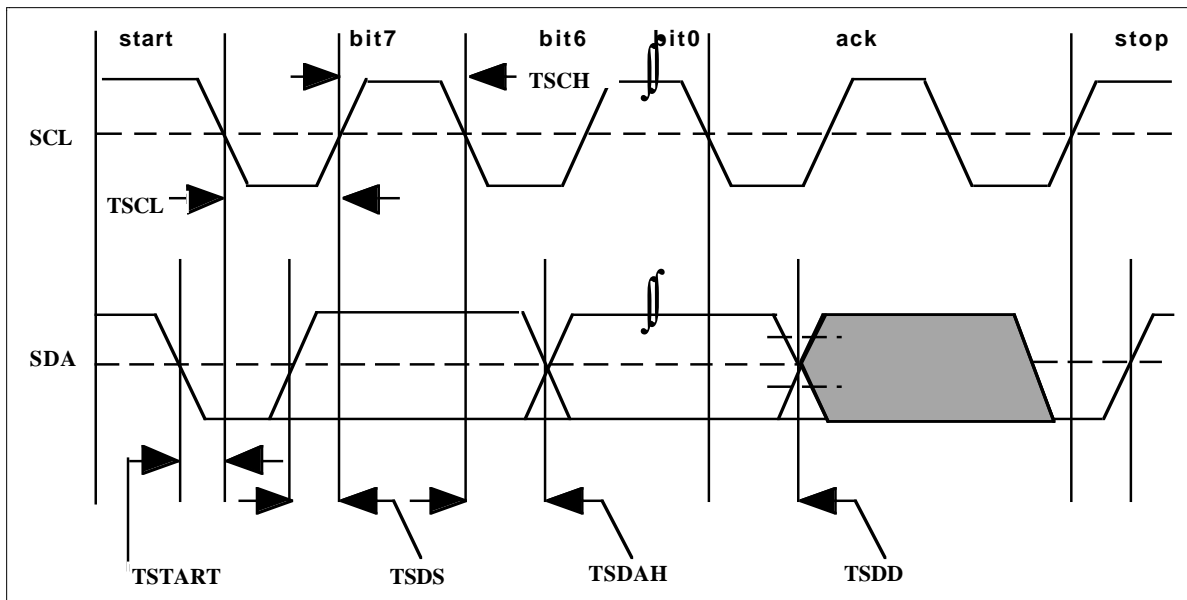 start bit7 bit6 bit0 ack stop
TSCH
SCL
TSCL
SDA
TSTART TSDS TSDAH TSDD